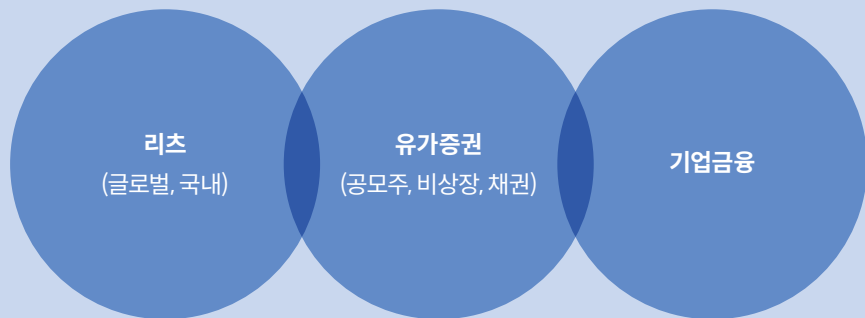 리츠
(글로벌, 국내)
유가증권
(공모주, 비상장, 채권)
기업금융